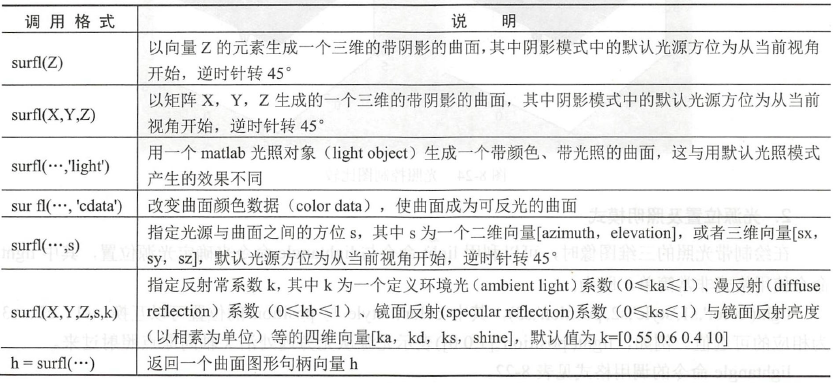 调用格式 说 明
surfl(Z) 以向量 Z 的元素生成一个三维的带阴影的曲面,其中阴影模式中的默认光源方位为从当前视角
开始，逆时针转 45°
surfl(X,Y,Z) 以矩阵 X，Y，Z 生成的一个三维的带阴影的曲面，其中阴影模式中的默认光源方位为从当前
视角开始，逆时针转 45°
surfl(…,'light') 用一个 matlab 光照对象（light object）生成一个带颜色、带光照的曲面，这与用默认光照模式
产生的效果不同
sur fl(…, 'cdata') 改变曲面颜色数据（color data），使曲面成为可反光的曲面
surfl(…,s) 指定光源与曲面之间的方位 s，其中 s 为一个二维向量[azimuth，elevation]，或者三维向量[sx，
sy，sz]，默认光源方位为从当前视角开始，逆时针转 45°
surfl(X,Y,Z,s,k) 指定反射常系数 k, 其中 k 为一个定义环境光（ambient light）系数（0≤ka≤1）、漫反射（diffuse
reflection）系数（0≤kb≤1）、镜面反射(specular reflection)系数（0≤ks≤1）与镜面反射亮度
（以相素为单位）等的四维向量[ka，kd，ks，shine]，默认值为 k=[0.55 0.6 0.4 10]
h = surfl(…) 返回一个曲面图形句柄向量 h